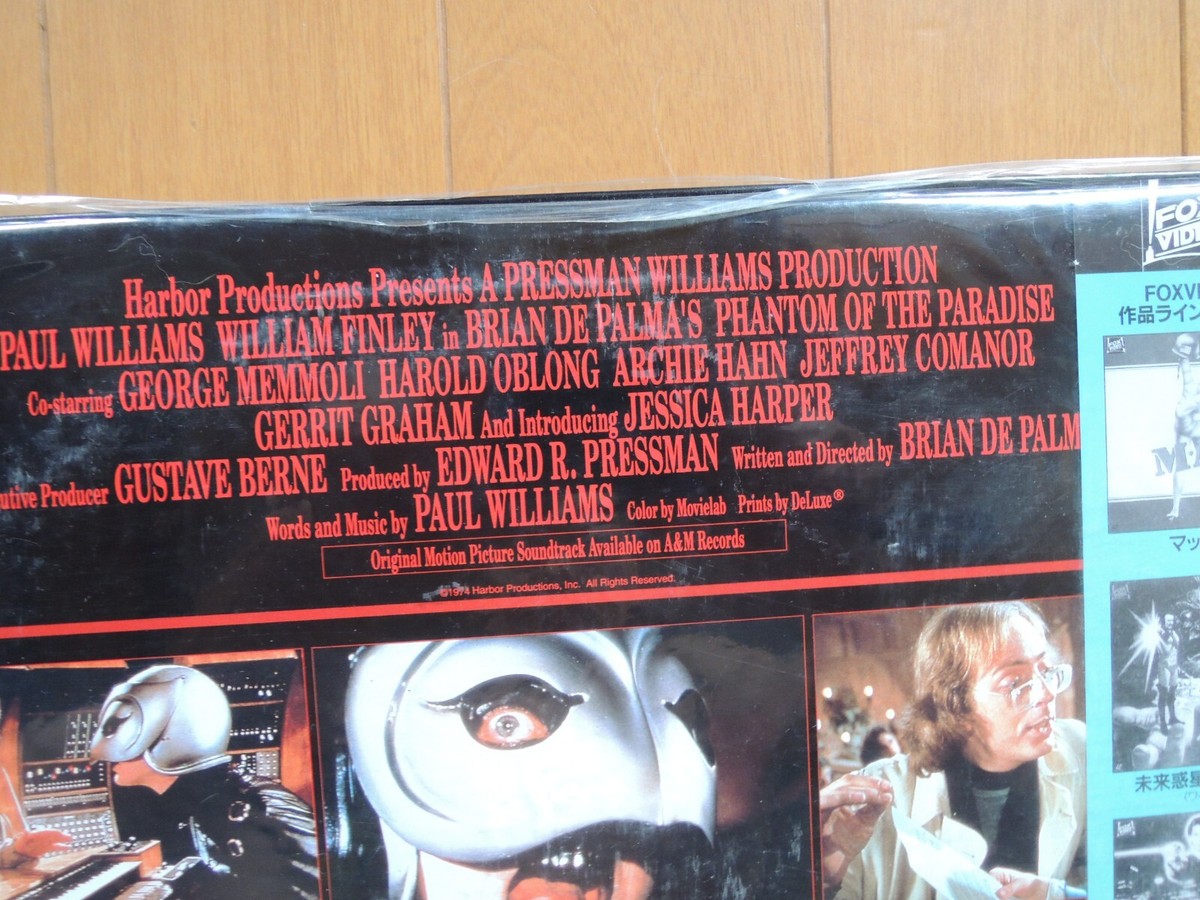 Harbor Productions Presents A PRESSMAN WILLIAMS PRODUCTION
PAUL WILLIAMS WILLIAM FINLEY in BRIAN DE PALMA'S PHANTOM OF THE PARADISE
Co-starring GEORGE MEMMOLI HAROLD OBLONG ARCHIE HAHN JEFFREY COMANOR
GERRIT GRAHAM And Introducing JESSICA HARPER
utive Producer GUSTAVE BERNE Produced by EDWARD R. PRESSMAN Written and Directed by BRIAN DE PALM
Words and Music by PAUL WILLIAMS Color by Movielab Prints by DeLuxe®
Original Motion Picture Soundtrack Available on A&M Records
©1974 Harbor Productions, Inc. All Rights Reserved.
FOX
VIDE
FOXVI
作品ライン
M
マッ
未来惑星